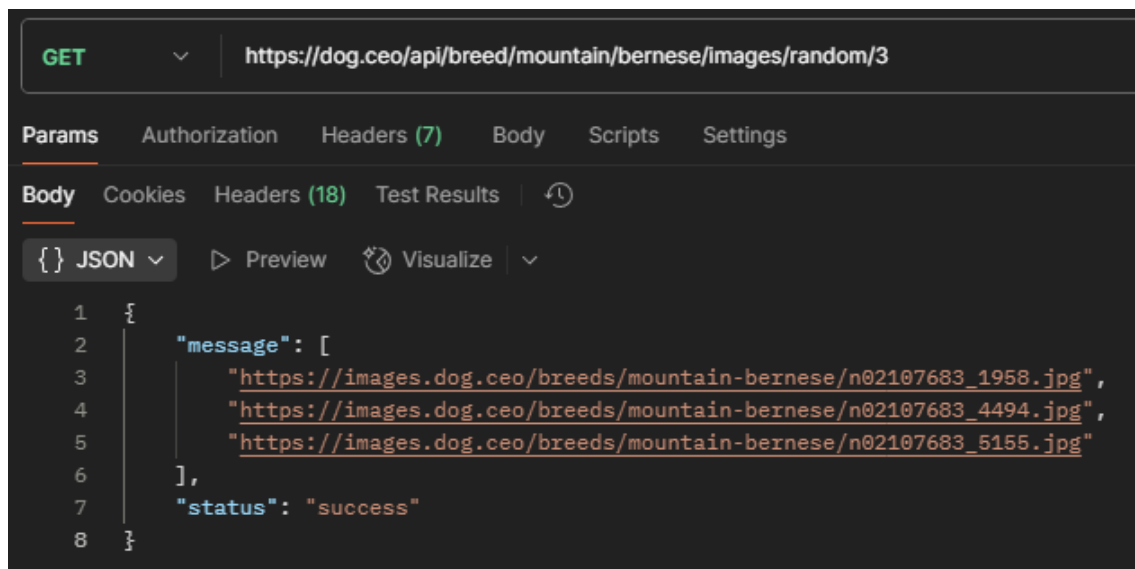 GET https://dog.ceo/api/breed/mountain/bernese/images/random/3
Params Authorization Headers (7) Body Scripts Settings
Body Cookies Headers (18) Test Results
{} JSON Preview Visualize
1 {
2 "message": [
3 "https://images.dog.ceo/breeds/mountain-bernese/n02107683_1958.jpg",
4 "https://images.dog.ceo/breeds/mountain-bernese/n02107683_4494.jpg",
5 "https://images.dog.ceo/breeds/mountain-bernese/n02107683_5155.jpg"
6 ],
7 "status": "success"
8 }